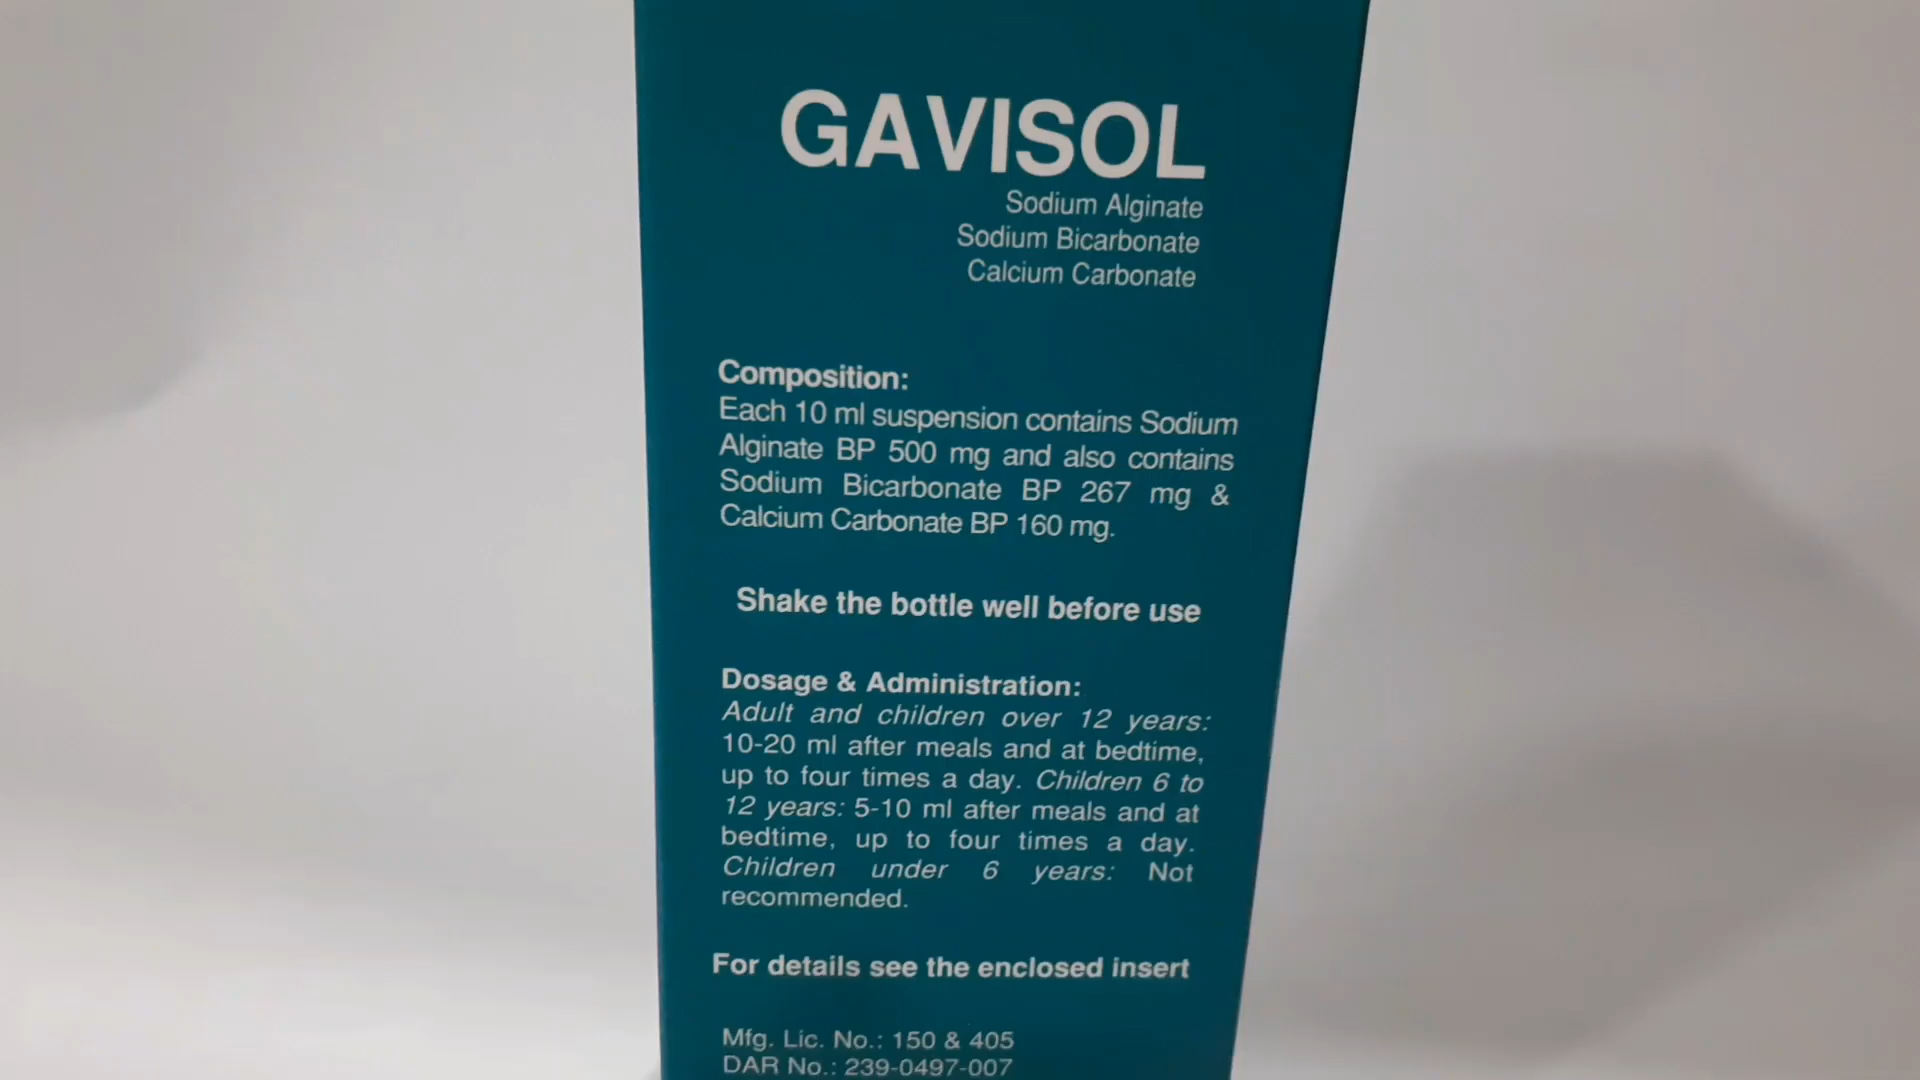 GAVISOL
Sodium Alginate
Sodium Bicarbonate
Calcium Carbonate
Composition:
Each 10 ml suspension contains Sodium
Alginate BP 500 mg and also contains
Sodium Bicarbonate BP 267 mg &
Calcium Carbonate BP 160 mg.
Shake the bottle well before use
Dosage & Administration:
Adult and children over 12 years:
10-20 ml after meals and at bedtime,
up to four times a day. Children 6 to
12 years: 5-10 ml after meals and at
bedtime, up to four times a day.
Children under 6 years: Not
recommended.
For details see the enclosed insert
Mfg. Lic. No.: 150 & 405
DAR No.: 239-0497-007